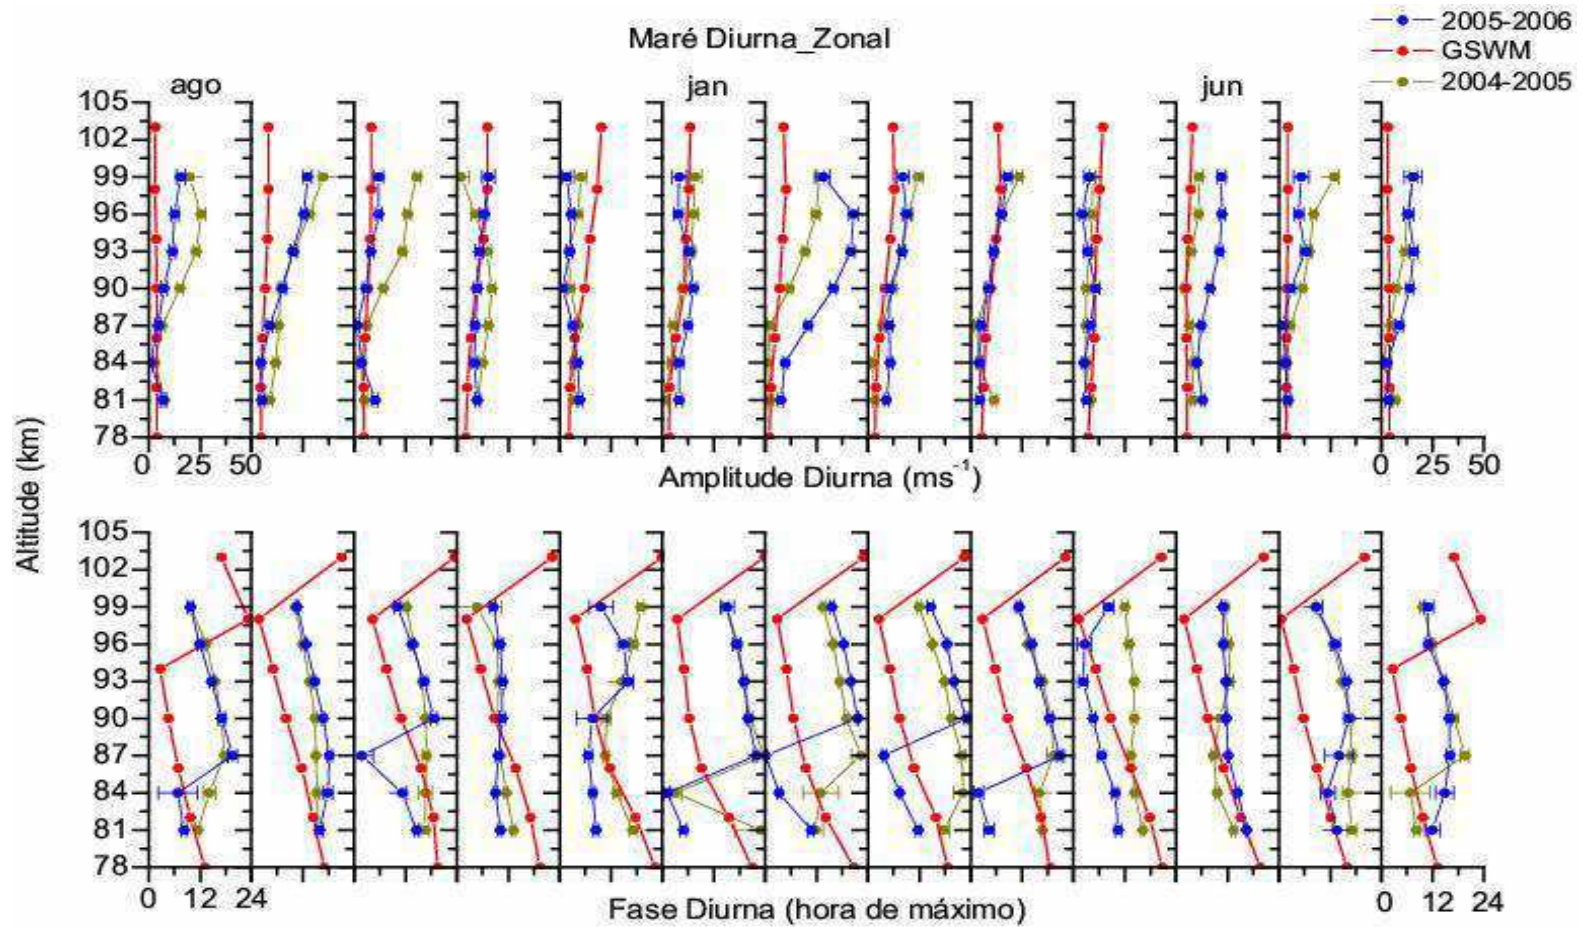 Maré Diurna_Zonal
2005-2006
GSWM
2004-2005
ago
jan
jun
105
102
99
96
93
90
87
84
81
78
0 25 50
0 25 50
Amplitude Diurna (ms⁻¹)
Altitude (km)
105
102
99
96
93
90
87
84
81
78
0 12 24
0 12 24
Fase Diurna (hora de máximo)